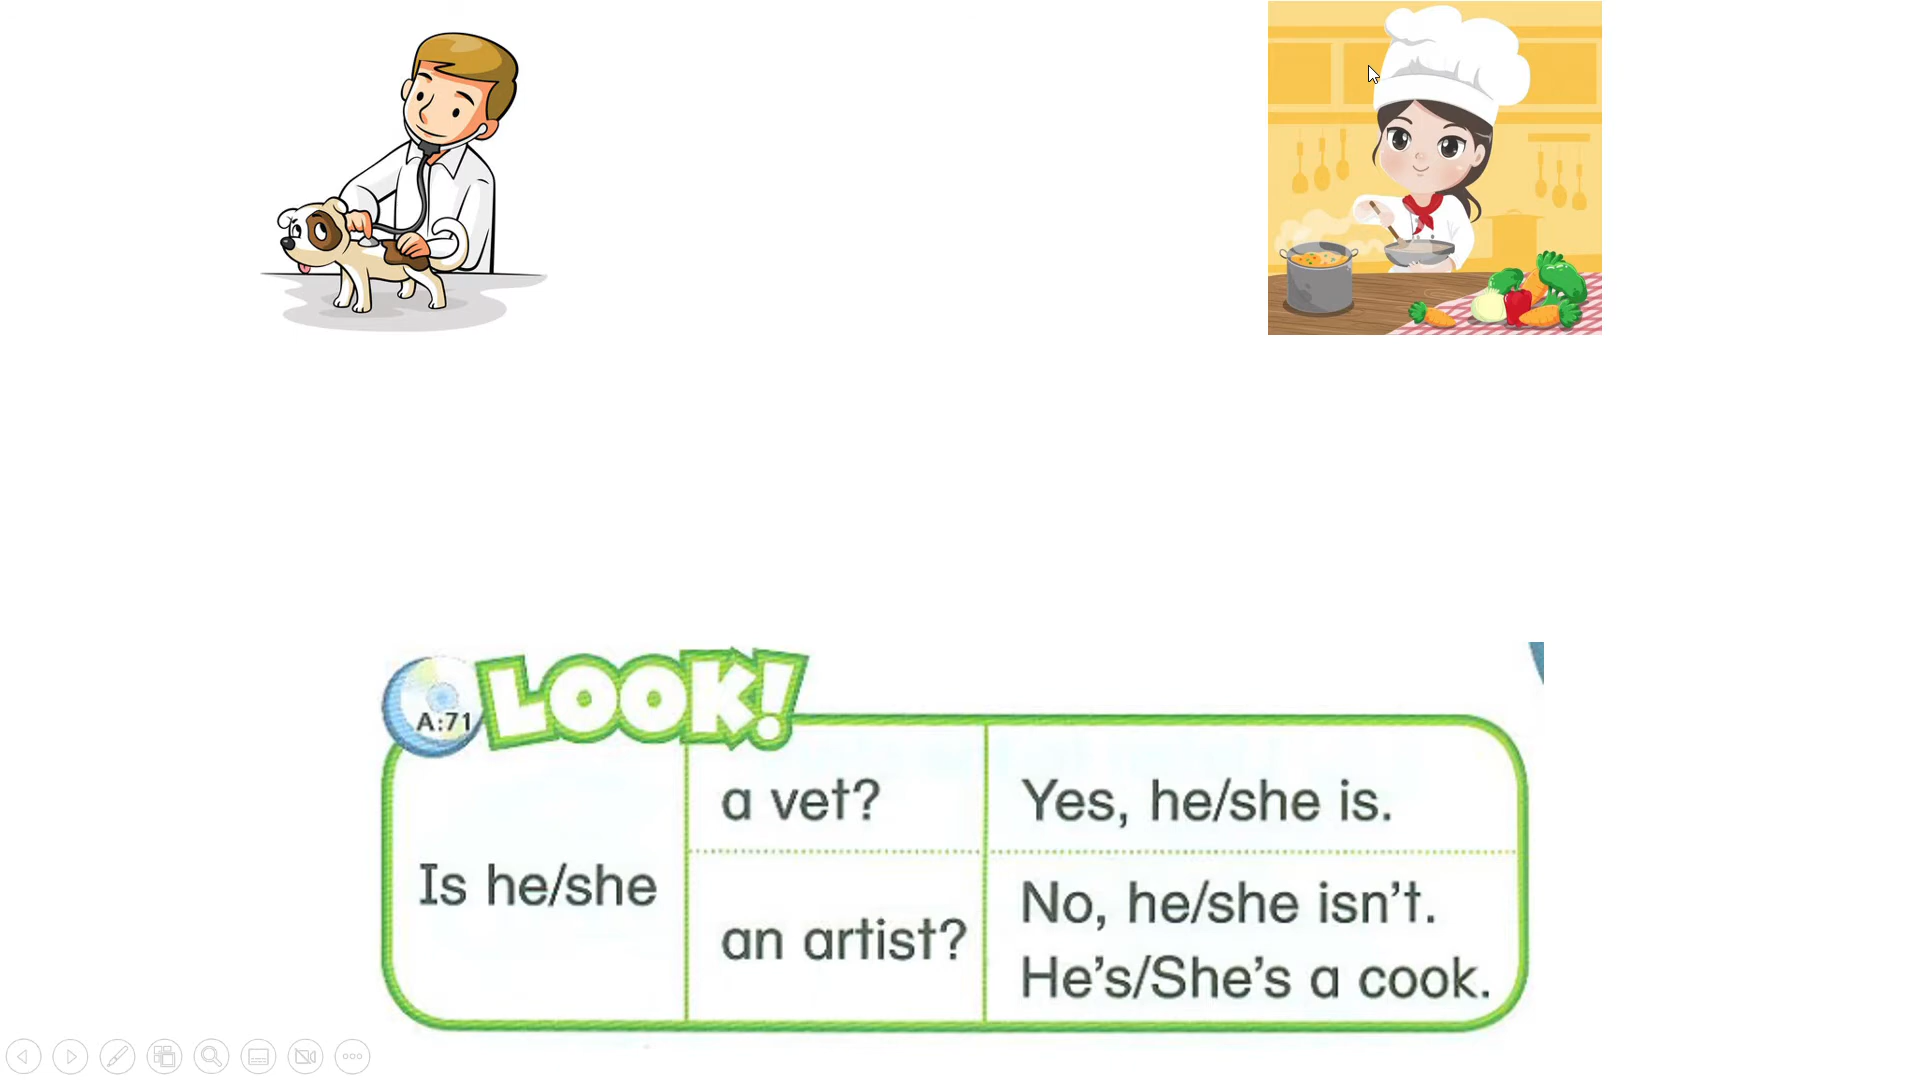 A:71
LOOK!
Is he/she
a vet?
Yes, he/she is.
an artist?
No, he/she isn't.
He's/She's a cook.